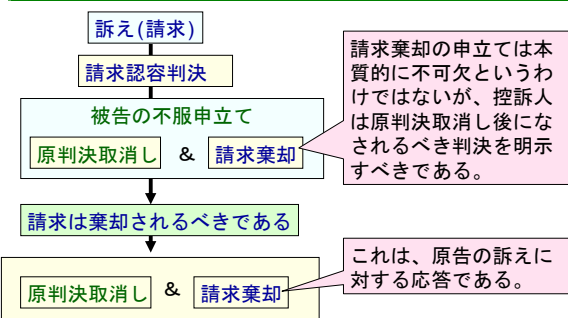 訴え(請求)
請求認容判決
被告の不服申立て
原判決取消し & 請求棄却
請求棄却の申立ては本
質的に不可欠というわ
けではないが、控訴人
は原判決取消し後にな
されるべき判決を明示
すべきである。
請求は棄却されるべきである
原判決取消し & 請求棄却
これは、原告の訴えに
対する応答である。